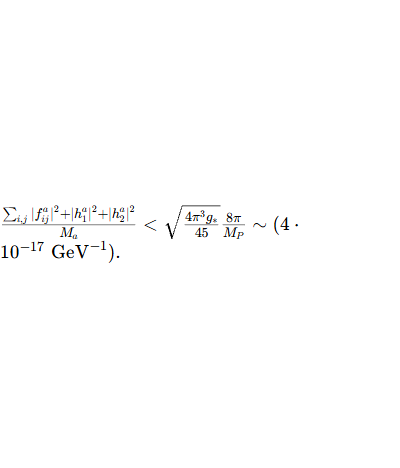 $\frac{\sum_{i,j} |f^a_{ij}|^2+|h^a_1|^2+|h^a_2|^2}{M_a} < \sqrt{\frac{4\pi^3 g_*}{45}} \frac{8\pi}{M_P} \sim (4 \cdot$
$10^{-17}\ \mathrm{GeV}^{-1}).$